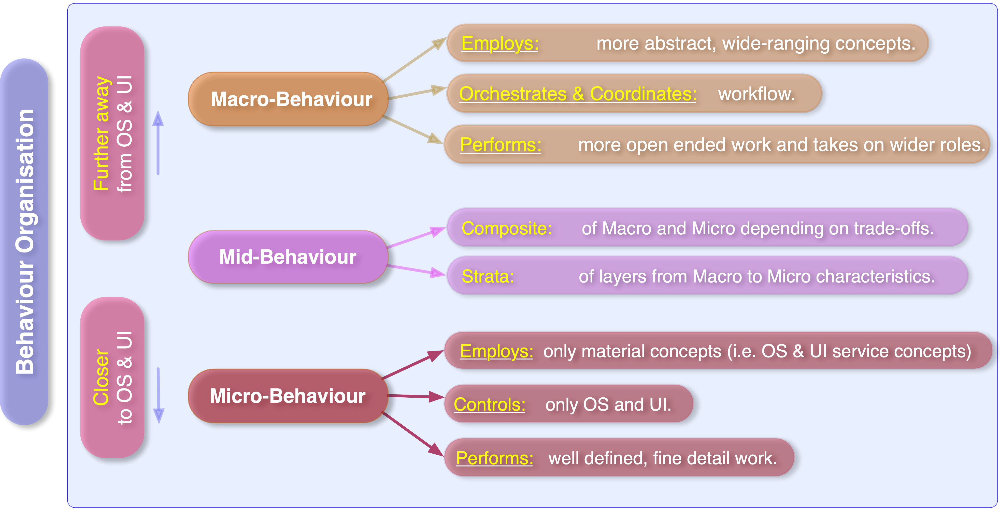 Behaviour Organisation
Further away
from OS & UI
Macro-Behaviour
Employs: more abstract, wide-ranging concepts.
Orchestrates & Coordinates: workflow.
Performs: more open ended work and takes on wider roles.
Mid-Behaviour
Composite: of Macro and Micro depending on trade-offs.
Strata: of layers from Macro to Micro characteristics.
Closer
to OS & UI
Micro-Behaviour
Employs: only material concepts (i.e. OS & UI service concepts)
Controls: only OS and UI.
Performs: well defined, fine detail work.